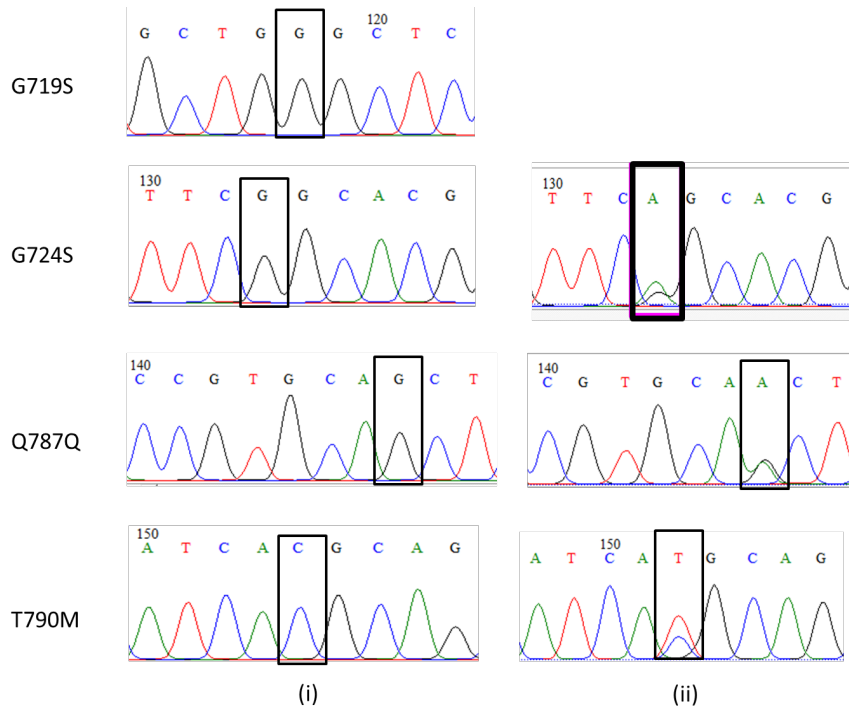 120
G C T G G G C T C
G719S
130
T T C G G C A C G
130
T T C A G C A C G
G724S
140
C C G T G C A G C T
140
C G T G C A A C T
Q787Q
150
A T C A C G C A G
150
A T C A T G C A G
T790M
(i)
(ii)